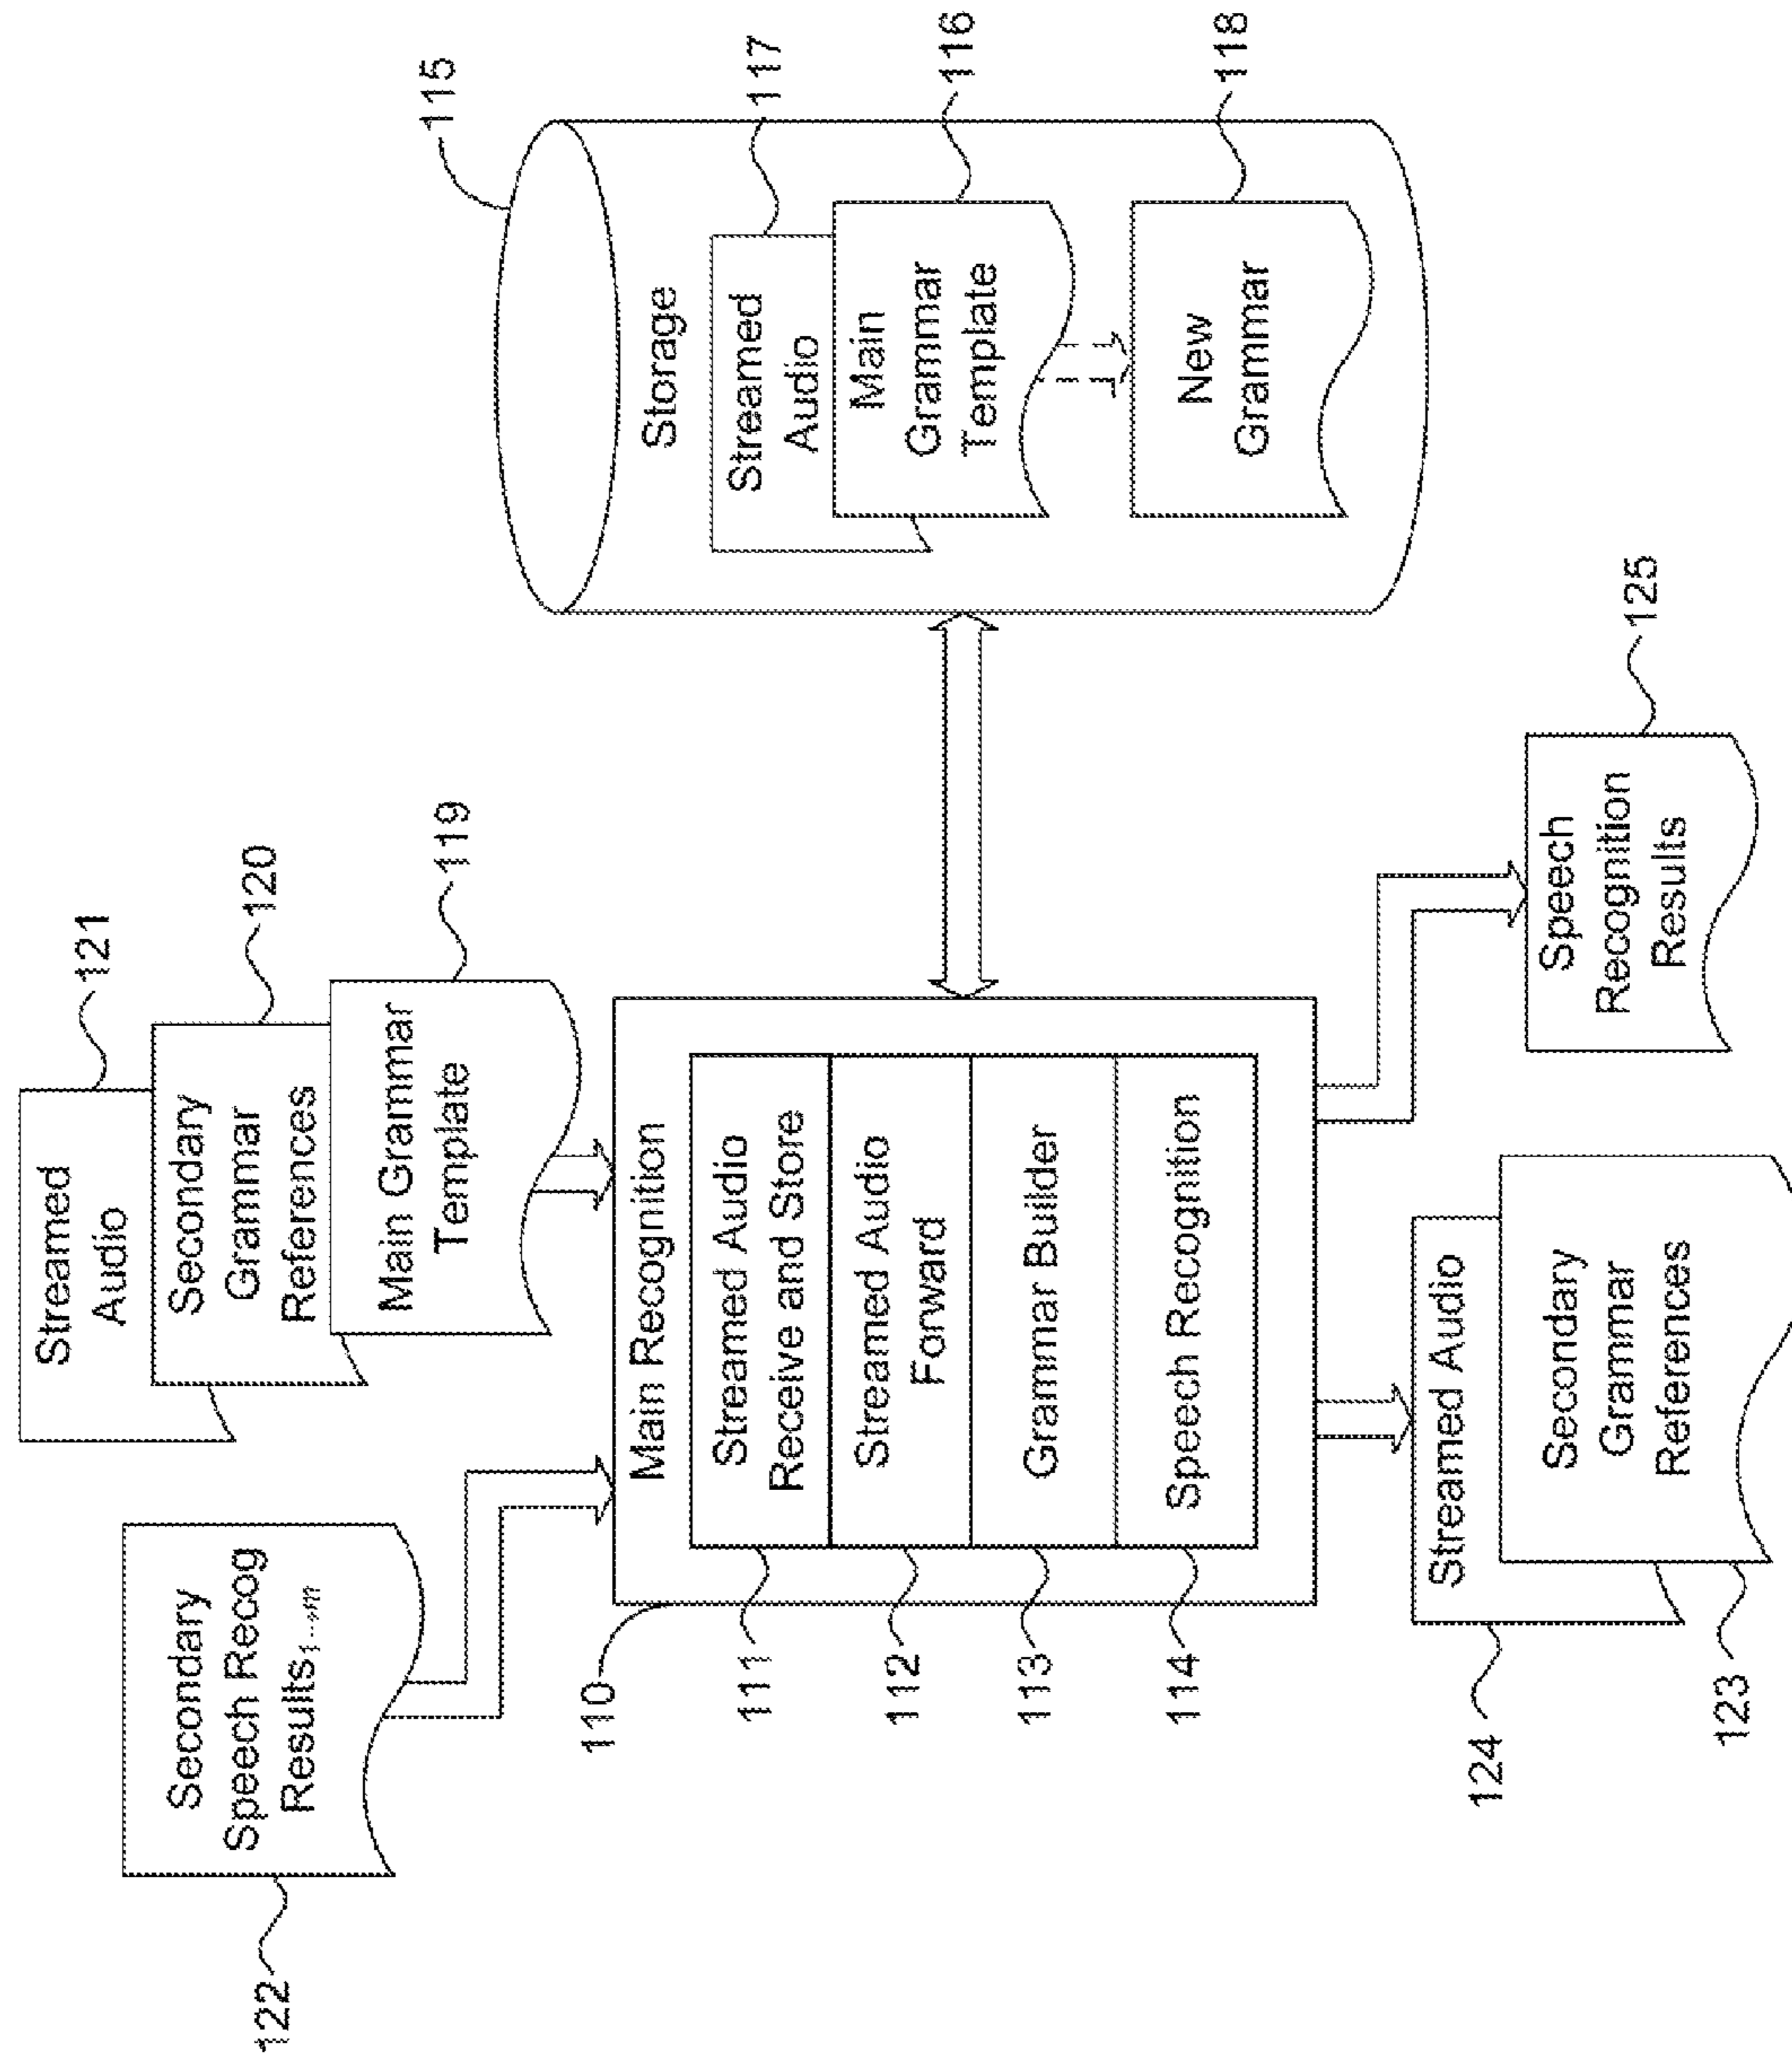 122
Secondary
Speech Recog
Results1→m
121
Streamed
Audio
120
Secondary
Grammar
References
119
Main Grammar
Template
110
Main Recognition
111
Streamed Audio
Receive and Store
112
Streamed Audio
Forward
113
Grammar Builder
114
Speech Recognition
115
Storage
117
Streamed
Audio
116
Main
Grammar
Template
118
New
Grammar
124
Streamed Audio
123
Secondary
Grammar
References
125
Speech
Recognition
Results